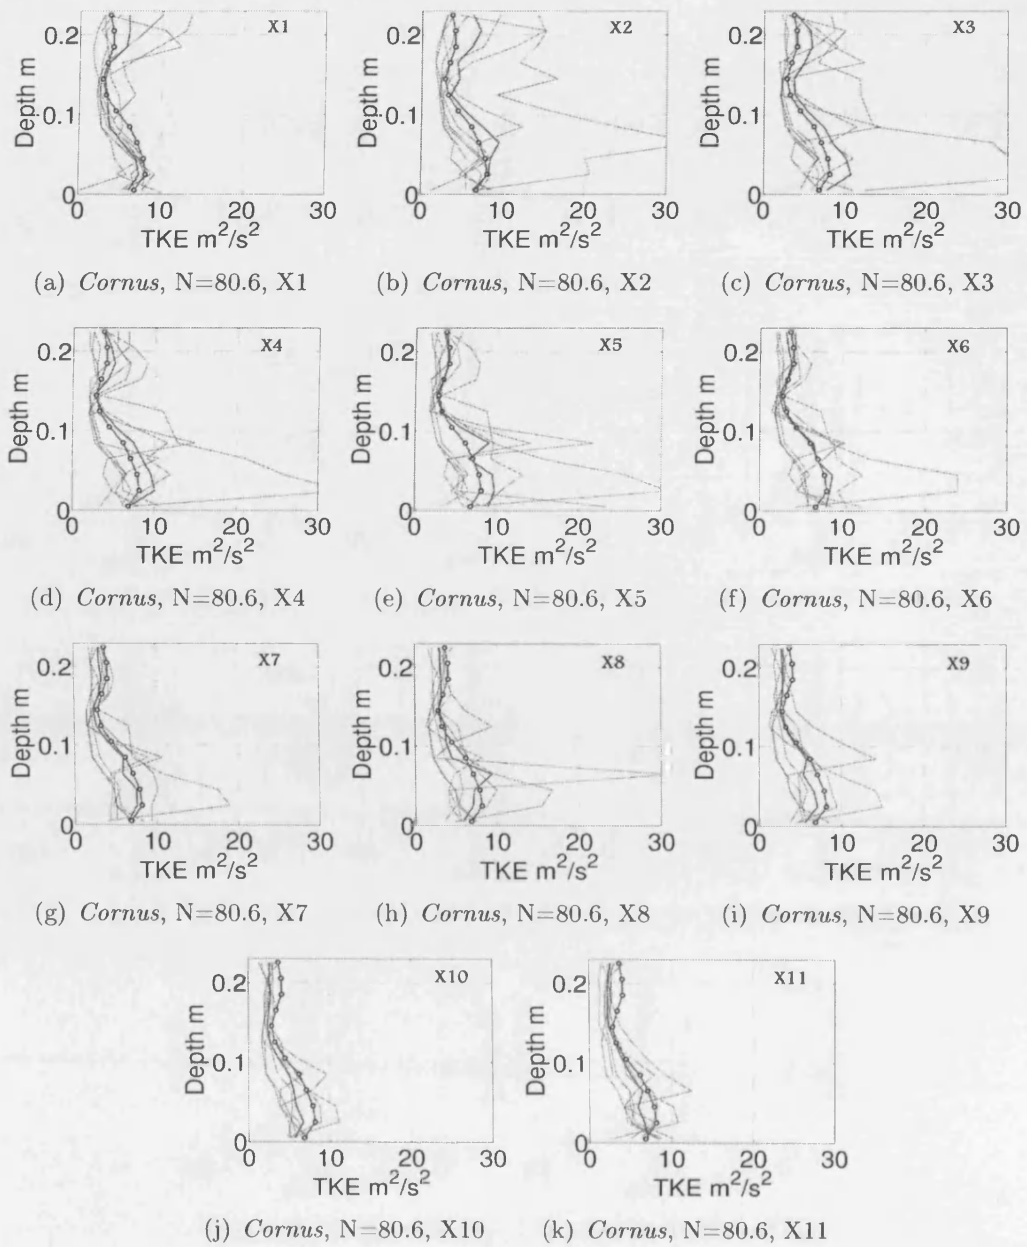 X1
X2
X3
Depth m
0.2
0.1
0
0 10 20 30
TKE m²/s²
Depth m
0.2
0.1
0
0 10 20 30
TKE m²/s²
Depth m
0.2
0.1
0
0 10 20 30
TKE m²/s²
(a) Cornus, N=80.6, X1
(b) Cornus, N=80.6, X2
(c) Cornus, N=80.6, X3
X4
X5
X6
Depth m
0.2
0.1
0
0 10 20 30
TKE m²/s²
Depth m
0.2
0.1
0
0 10 20 30
TKE m²/s²
Depth m
0.2
0.1
0
0 10 20 30
TKE m²/s²
(d) Cornus, N=80.6, X4
(e) Cornus, N=80.6, X5
(f) Cornus, N=80.6, X6
X7
X8
X9
Depth m
0.2
0.1
0
0 10 20 30
TKE m²/s²
Depth m
0.2
0.1
0
0 10 20 30
TKE m²/s²
Depth m
0.2
0.1
0
0 10 20 30
TKE m²/s²
(g) Cornus, N=80.6, X7
(h) Cornus, N=80.6, X8
(i) Cornus, N=80.6, X9
X10
X11
Depth m
0.2
0.1
0
0 10 20 30
TKE m²/s²
Depth m
0.2
0.1
0
0 10 20 30
TKE m²/s²
(j) Cornus, N=80.6, X10
(k) Cornus, N=80.6, X11